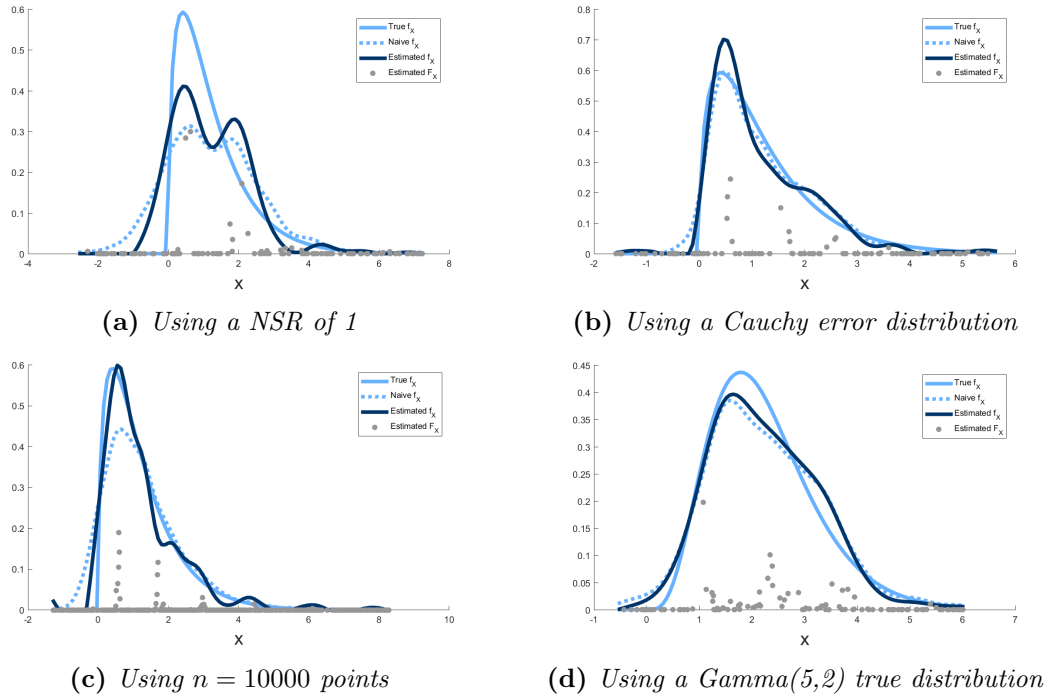 0.6
0.5
0.4
0.3
0.2
0.1
0
-4
-2
0
2
4
6
8
X
True f_X
Naive f_X
Estimated f_X
Estimated F_X
(a) Using a NSR of 1
0.8
0.7
0.6
0.5
0.4
0.3
0.2
0.1
0
-2
-1
0
1
2
3
4
5
6
X
True f_X
Naive f_X
Estimated f_X
Estimated F_X
(b) Using a Cauchy error distribution
0.6
0.5
0.4
0.3
0.2
0.1
0
-2
0
2
4
6
8
10
X
True f_X
Naive f_X
Estimated f_X
Estimated F_X
(c) Using n = 10000 points
0.45
0.4
0.35
0.3
0.25
0.2
0.15
0.1
0.05
0
-1
0
1
2
3
4
5
6
7
X
True f_X
Naive f_X
Estimated f_X
Estimated F_X
(d) Using a Gamma(5,2) true distribution